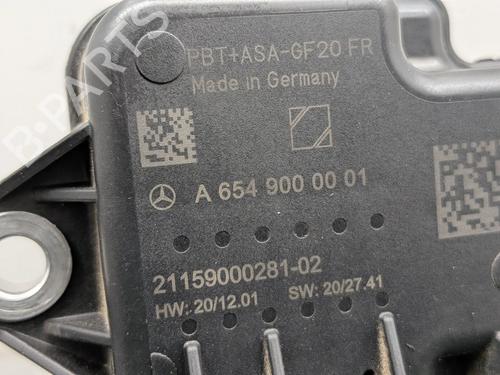 PBT+ASA-GF20 FR
Made in Germany
A 654 900 00 01
21159000281-02
HW: 20/12.01 SW: 20/27.41
B-PARTS